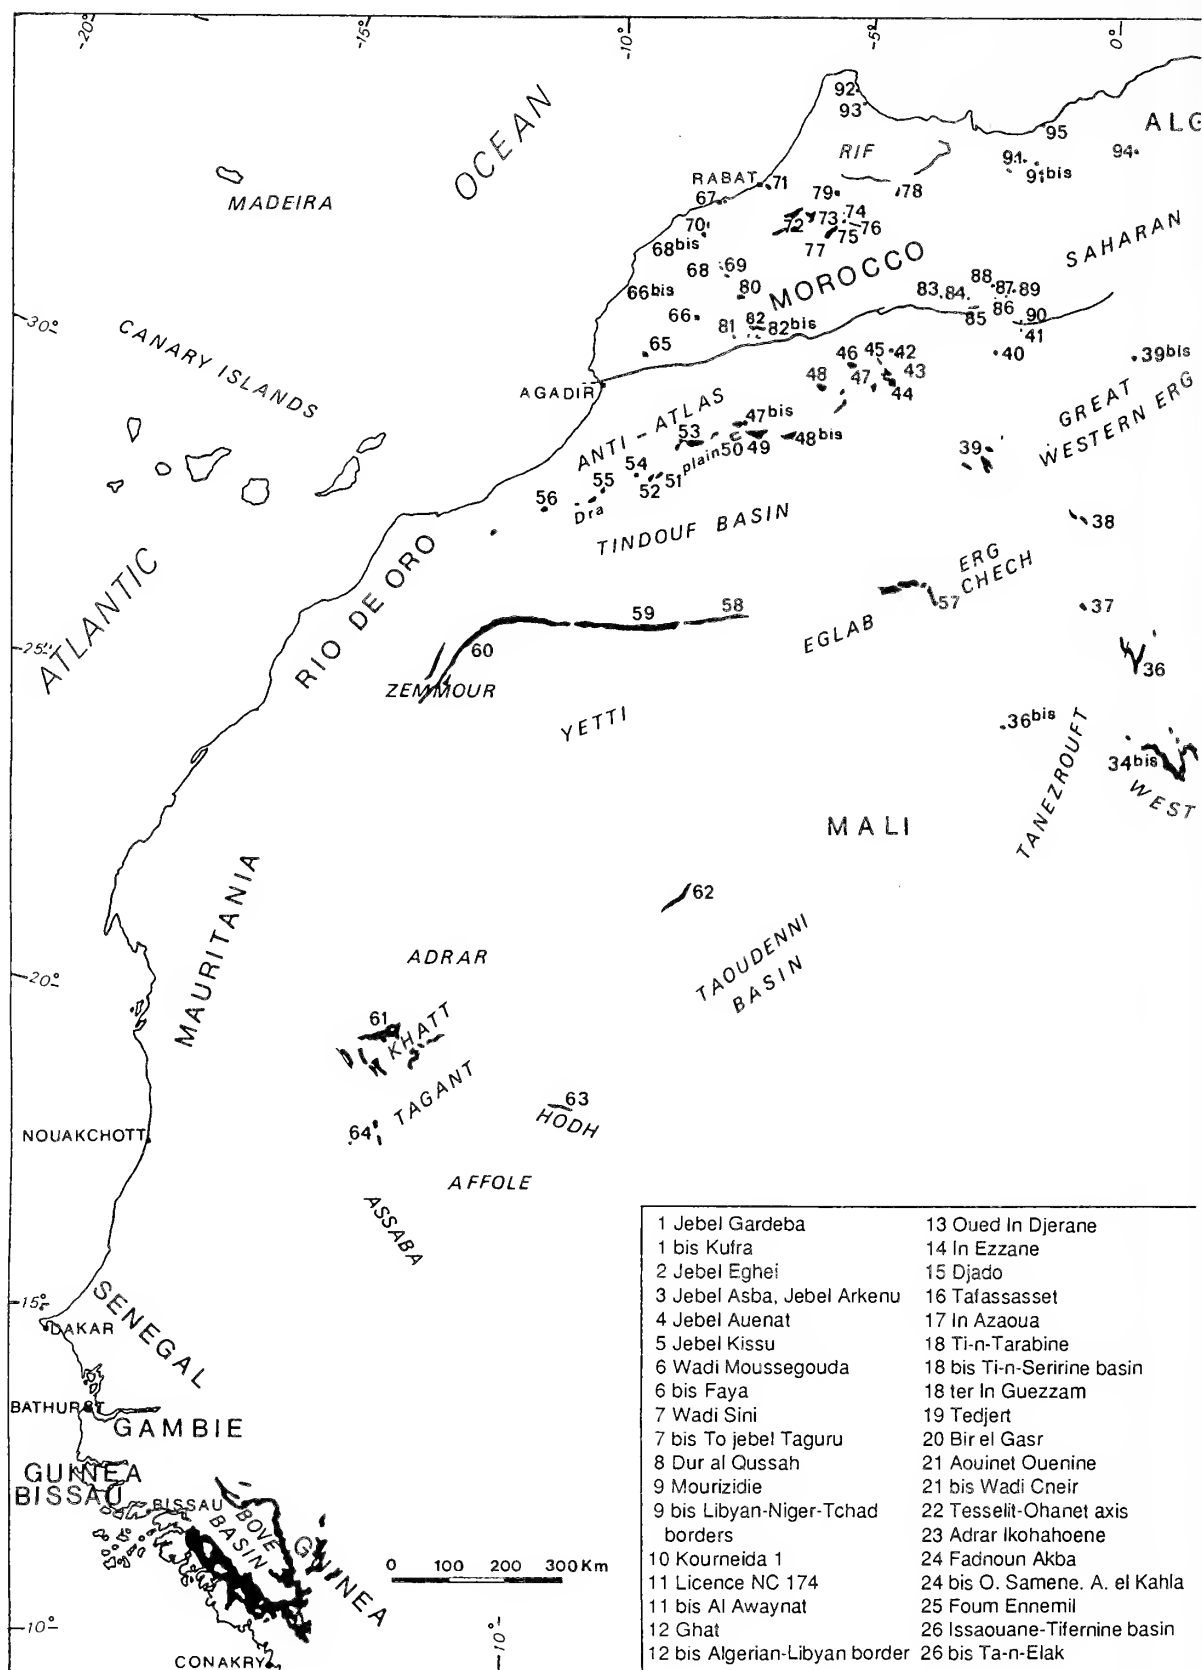 -20°
-15°
-10°
-5°
0°
OCEAN
92
93
95
ALG
RIF
91
91bis
94
MADEIRA
RABAT
71
67
79
78
70
72
73
74
76
75
77
68bis
68
69
MOROCCO
SAHARAN
66bis
80
83
84
88
87
89
86
85
90
66
81
82
82bis
41
30°
CANARY ISLANDS
65
46
45
42
40
39bis
AGADIR
48
47
43
44
ANTI-ATLAS
47bis
GREAT
WESTERN ERG
53
50
49
48bis
39
plain
54
55
52
51
56
Dra
TINDOUF BASIN
38
ATLANTIC
RIO DE ORO
ERG
CHECH
57
37
59
58
EGLAB
25°
60
36
ZEMMOUR
YETTI
36bis
TANEZROUFT
34bis
WEST
MALI
MAURITANIA
62
ADRAR
TAOUDENNI
BASIN
20°
61
KHATT
TAGANT
63
HODH
NOUAKCHOTT
64
AFFOLE
ASSABA
15°
SENEGAL
DAKAR
BATHURST
GAMBIE
GUINEA
BISSAU
BISSAU
BOVE
BASIN
GUINEA
0 100 200 300 Km
10°
10°
CONAKRY
1 Jebel Gardeba
1 bis Kufra
2 Jebel Eghei
3 Jebel Asba, Jebel Arkenu
4 Jebel Auenat
5 Jebel Kissu
6 Wadi Moussegouda
6 bis Faya
7 Wadi Sini
7 bis To jebel Taguru
8 Dur al Qussah
9 Mourizidie
9 bis Libyan-Niger-Tchad
borders
10 Kourneida 1
11 Licence NC 174
11 bis Al Awaynat
12 Ghat
12 bis Algerian-Libyan border
13 Oued In Djerane
14 In Ezzane
15 Djado
16 Tafassasset
17 In Azaoua
18 Ti-n-Tarabine
18 bis Ti-n-Seririne basin
18 ter In Guezzam
19 Tedjert
20 Bir el Gasr
21 Aouinet Ouenine
21 bis Wadi Cneir
22 Tesselit-Ohanet axis
23 Adrar Ikohahoene
24 Fadnoun Akba
24 bis O. Samene. A. el Kahla
25 Foum Ennemil
26 Issaouane-Tifernine basin
26 bis Ta-n-Elak